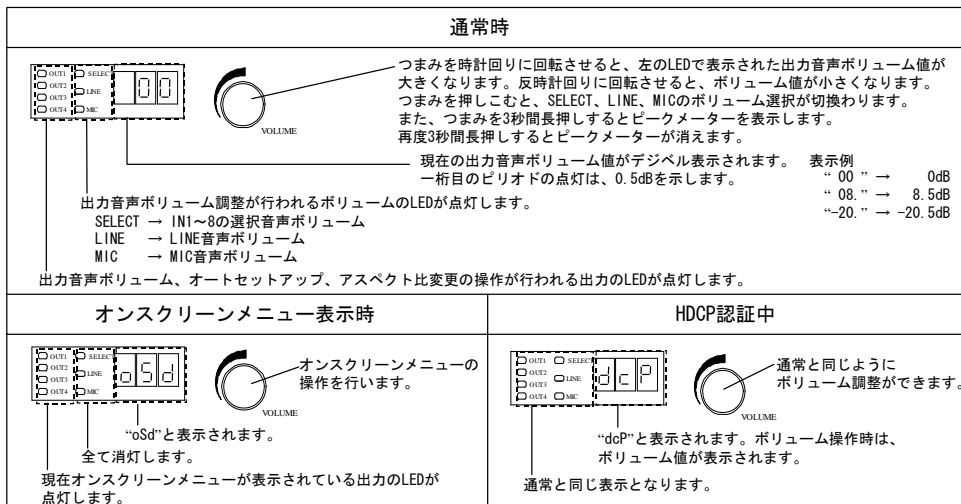 通常時
OUT1
OUT2
OUT3
OUT4
SELECT
LINE
MIC
00
VOLUME
つまみを時計回りに回転させると、左のLEDで表示された出力音声ボリューム値が
大きくなります。反時計回りに回転させると、ボリューム値が小さくなります。
つまみを押しこむと、SELECT、LINE、MICのボリューム選択が切換わります。
また、つまみを3秒間長押しするとピークメーターを表示します。
再度3秒間長押しするとピークメーターが消えます。
現在の出力音声ボリューム値がデジベル表示されます。
一桁目のピリオドの点灯は、0.5dBを示します。
表示例
“ 00 ” → 0dB
“ 08. ” → 8.5dB
“-20. ” → -20.5dB
出力音声ボリューム調整が行われるボリュームのLEDが点灯します。
SELECT → IN1~8の選択音声ボリューム
LINE → LINE音声ボリューム
MIC → MIC音声ボリューム
出力音声ボリューム、オートセットアップ、アスペクト比変更の操作が行われる出力のLEDが点灯します。
オンスクリーンメニュー表示時
OUT1
OUT2
OUT3
OUT4
SELECT
LINE
MIC
oSd
VOLUME
オンスクリーンメニューの
操作を行います。
“oSd”と表示されます。
全て消灯します。
現在オンスクリーンメニューが表示されている出力のLEDが
点灯します。
HDCP認証中
OUT1
OUT2
OUT3
OUT4
SELECT
LINE
MIC
dcP
VOLUME
通常と同じように
ボリューム調整ができます。
“dcP”と表示されます。ボリューム操作時は、
ボリューム値が表示されます。
通常と同じ表示となります。